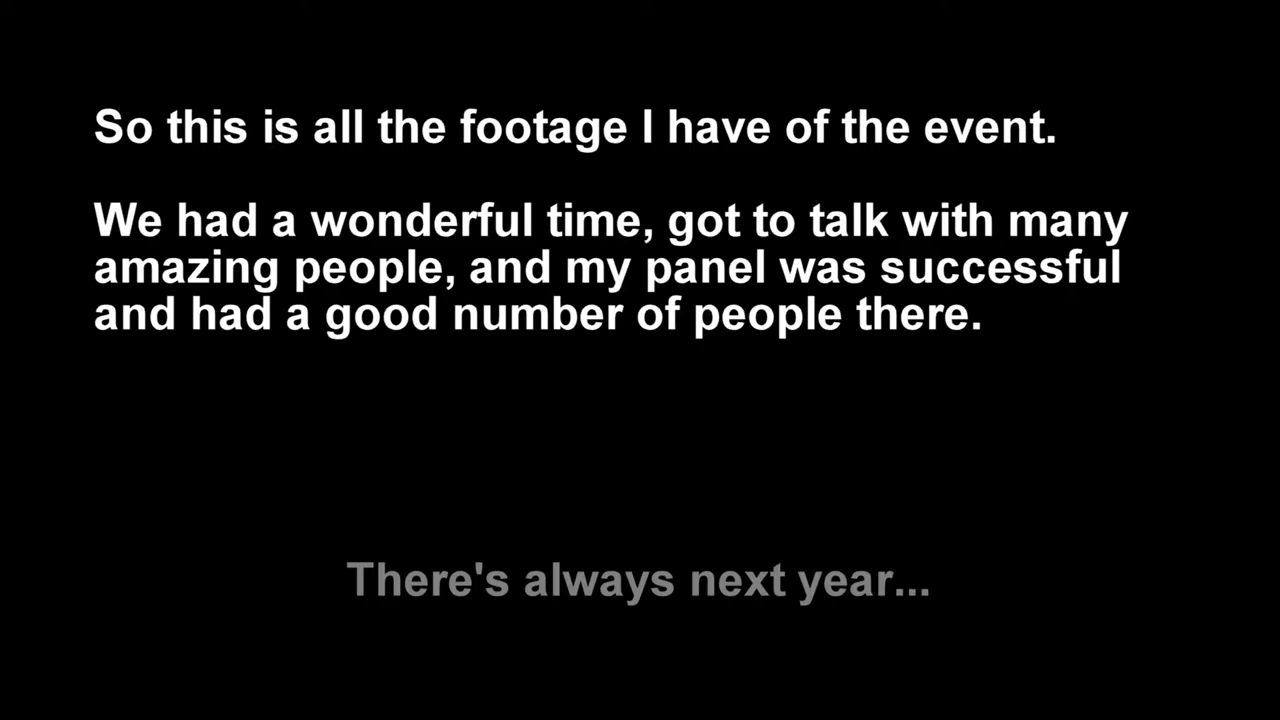 So this is all the footage I have of the event.
We had a wonderful time, got to talk with many
amazing people, and my panel was successful
and had a good number of people there.
There's always next year...